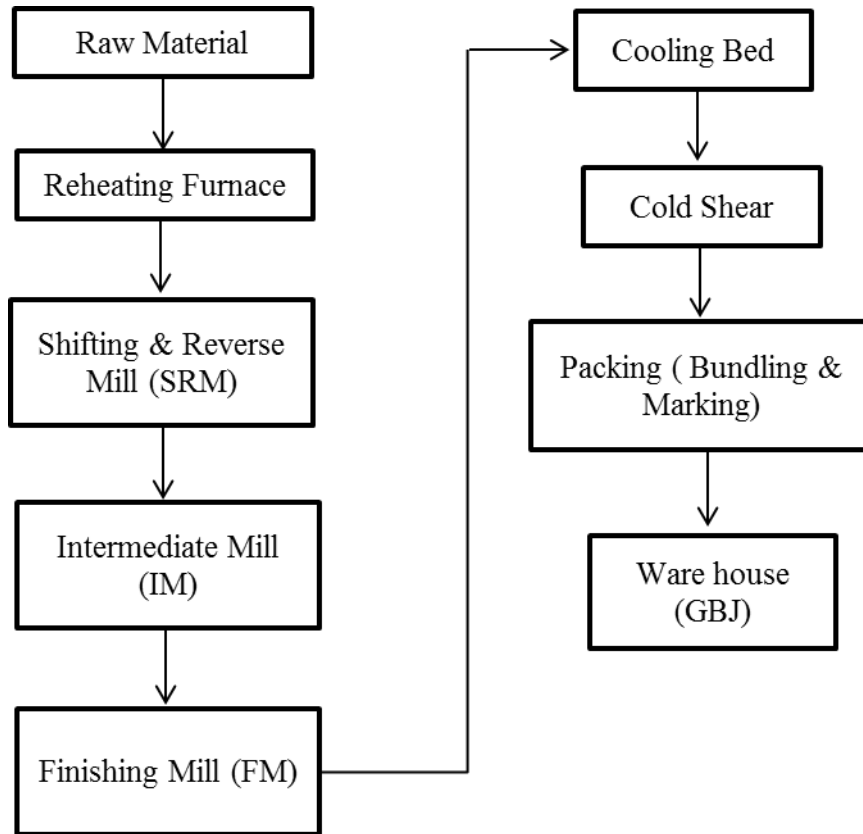 Raw Material
Reheating Furnace
Shifting & Reverse
Mill (SRM)
Intermediate Mill
(IM)
Finishing Mill (FM)
Cooling Bed
Cold Shear
Packing ( Bundling &
Marking)
Ware house
(GBJ)